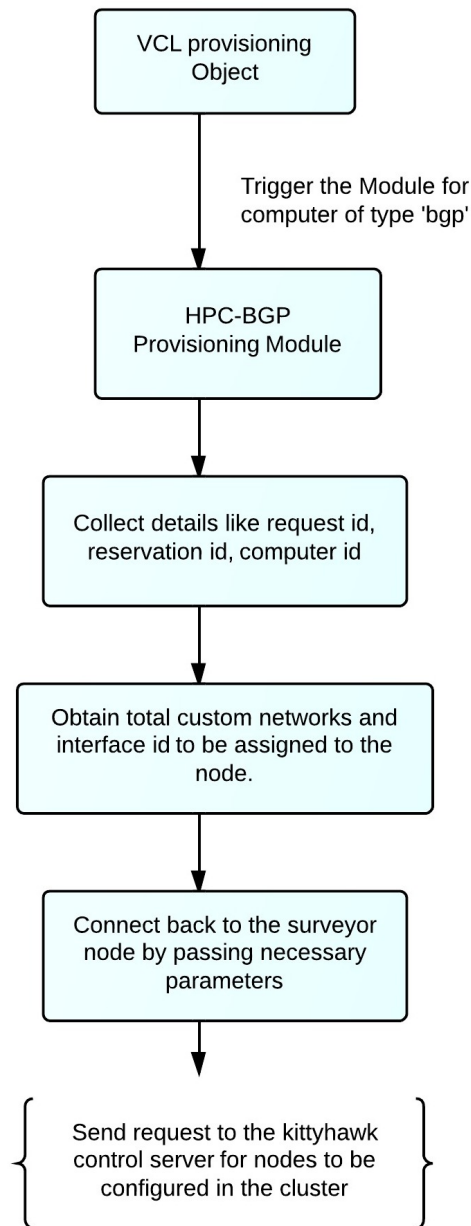 VCL provisioning
Object
Trigger the Module for
computer of type 'bgp'
HPC-BGP
Provisioning Module
Collect details like request id,
reservation id, computer id
Obtain total custom networks and
interface id to be assigned to the
node.
Connect back to the surveyor
node by passing necessary
parameters
Send request to the kittyhawk
control server for nodes to be
configured in the cluster